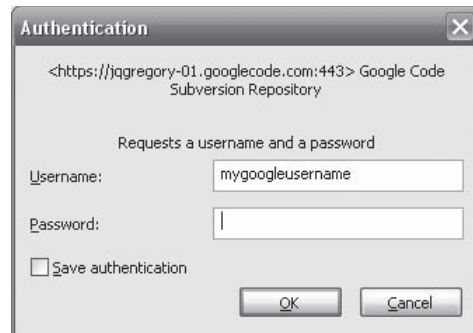 Authentication
<https://jqgregory-01.googlecode.com:443> Google Code
Subversion Repository
Requests a username and a password
Username:
mygoogleusername
Password:
Save authentication
OK
Cancel